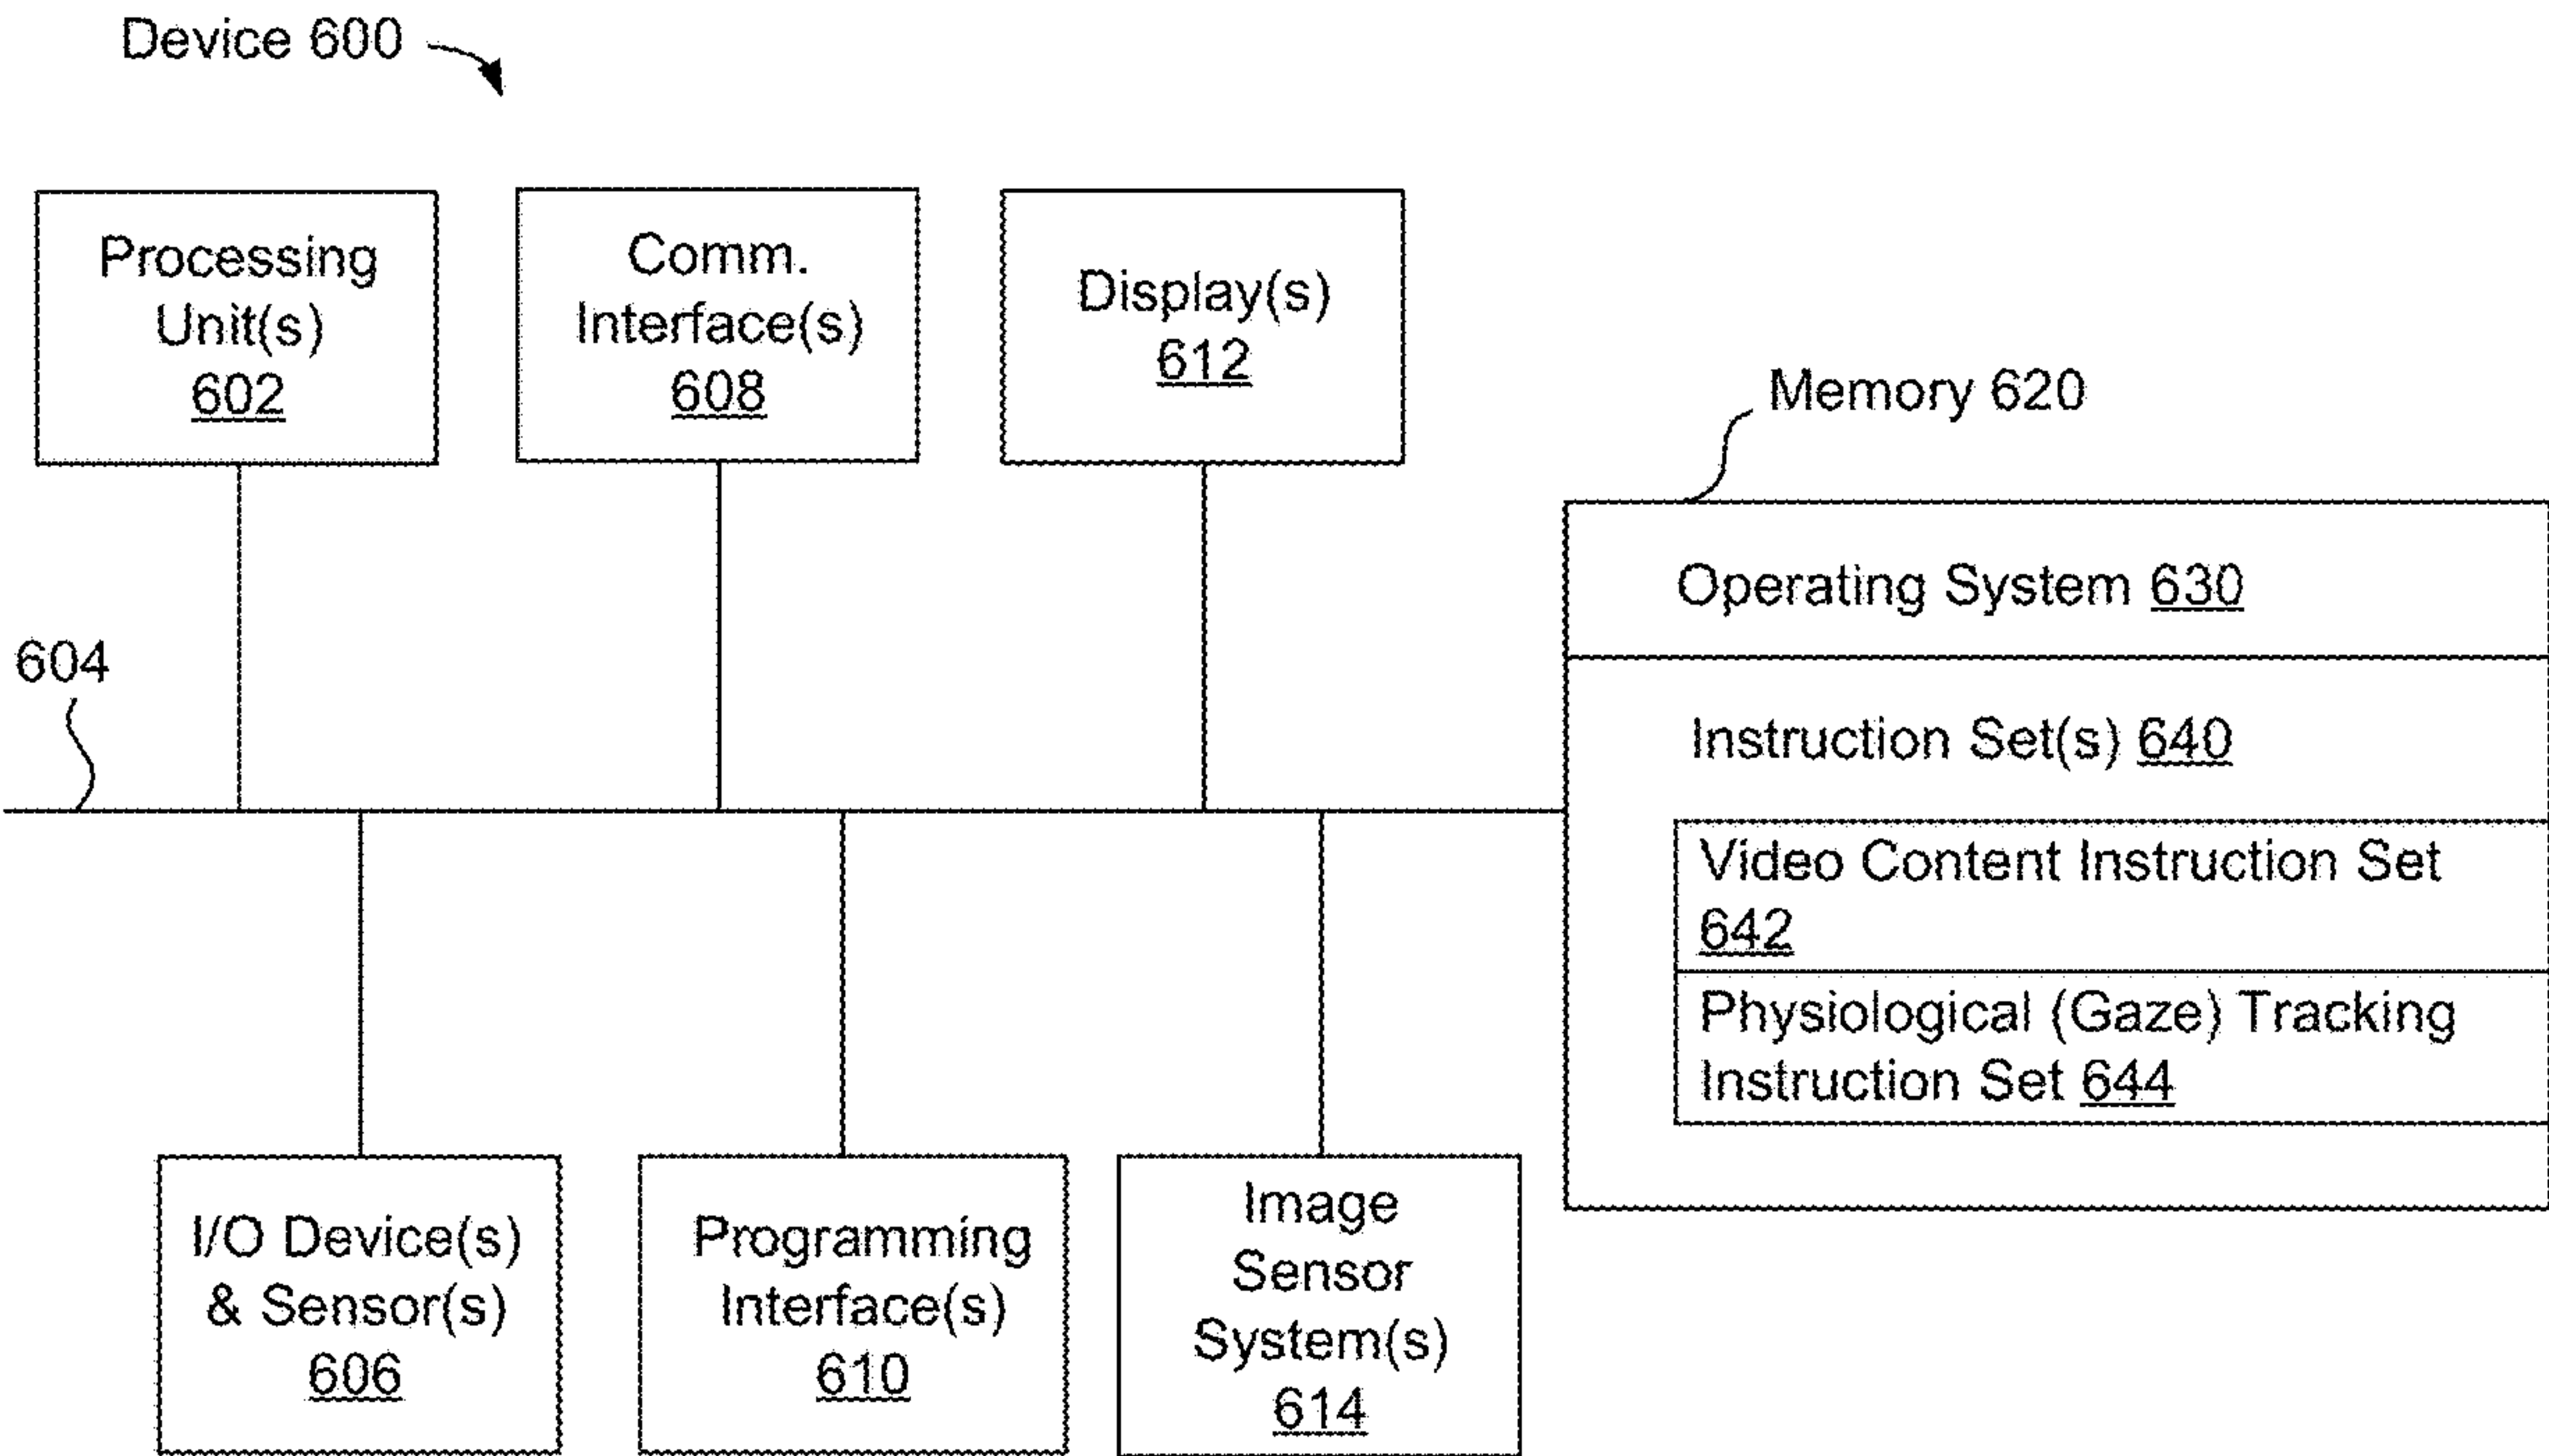 Device 600
Processing
Unit(s)
602
Comm.
Interface(s)
608
Display(s)
612
Memory 620
Operating System 630
604
Instruction Set(s) 640
Video Content Instruction Set
642
Physiological (Gaze) Tracking
Instruction Set 644
I/O Device(s)
& Sensor(s)
606
Programming
Interface(s)
610
Image
Sensor
System(s)
614